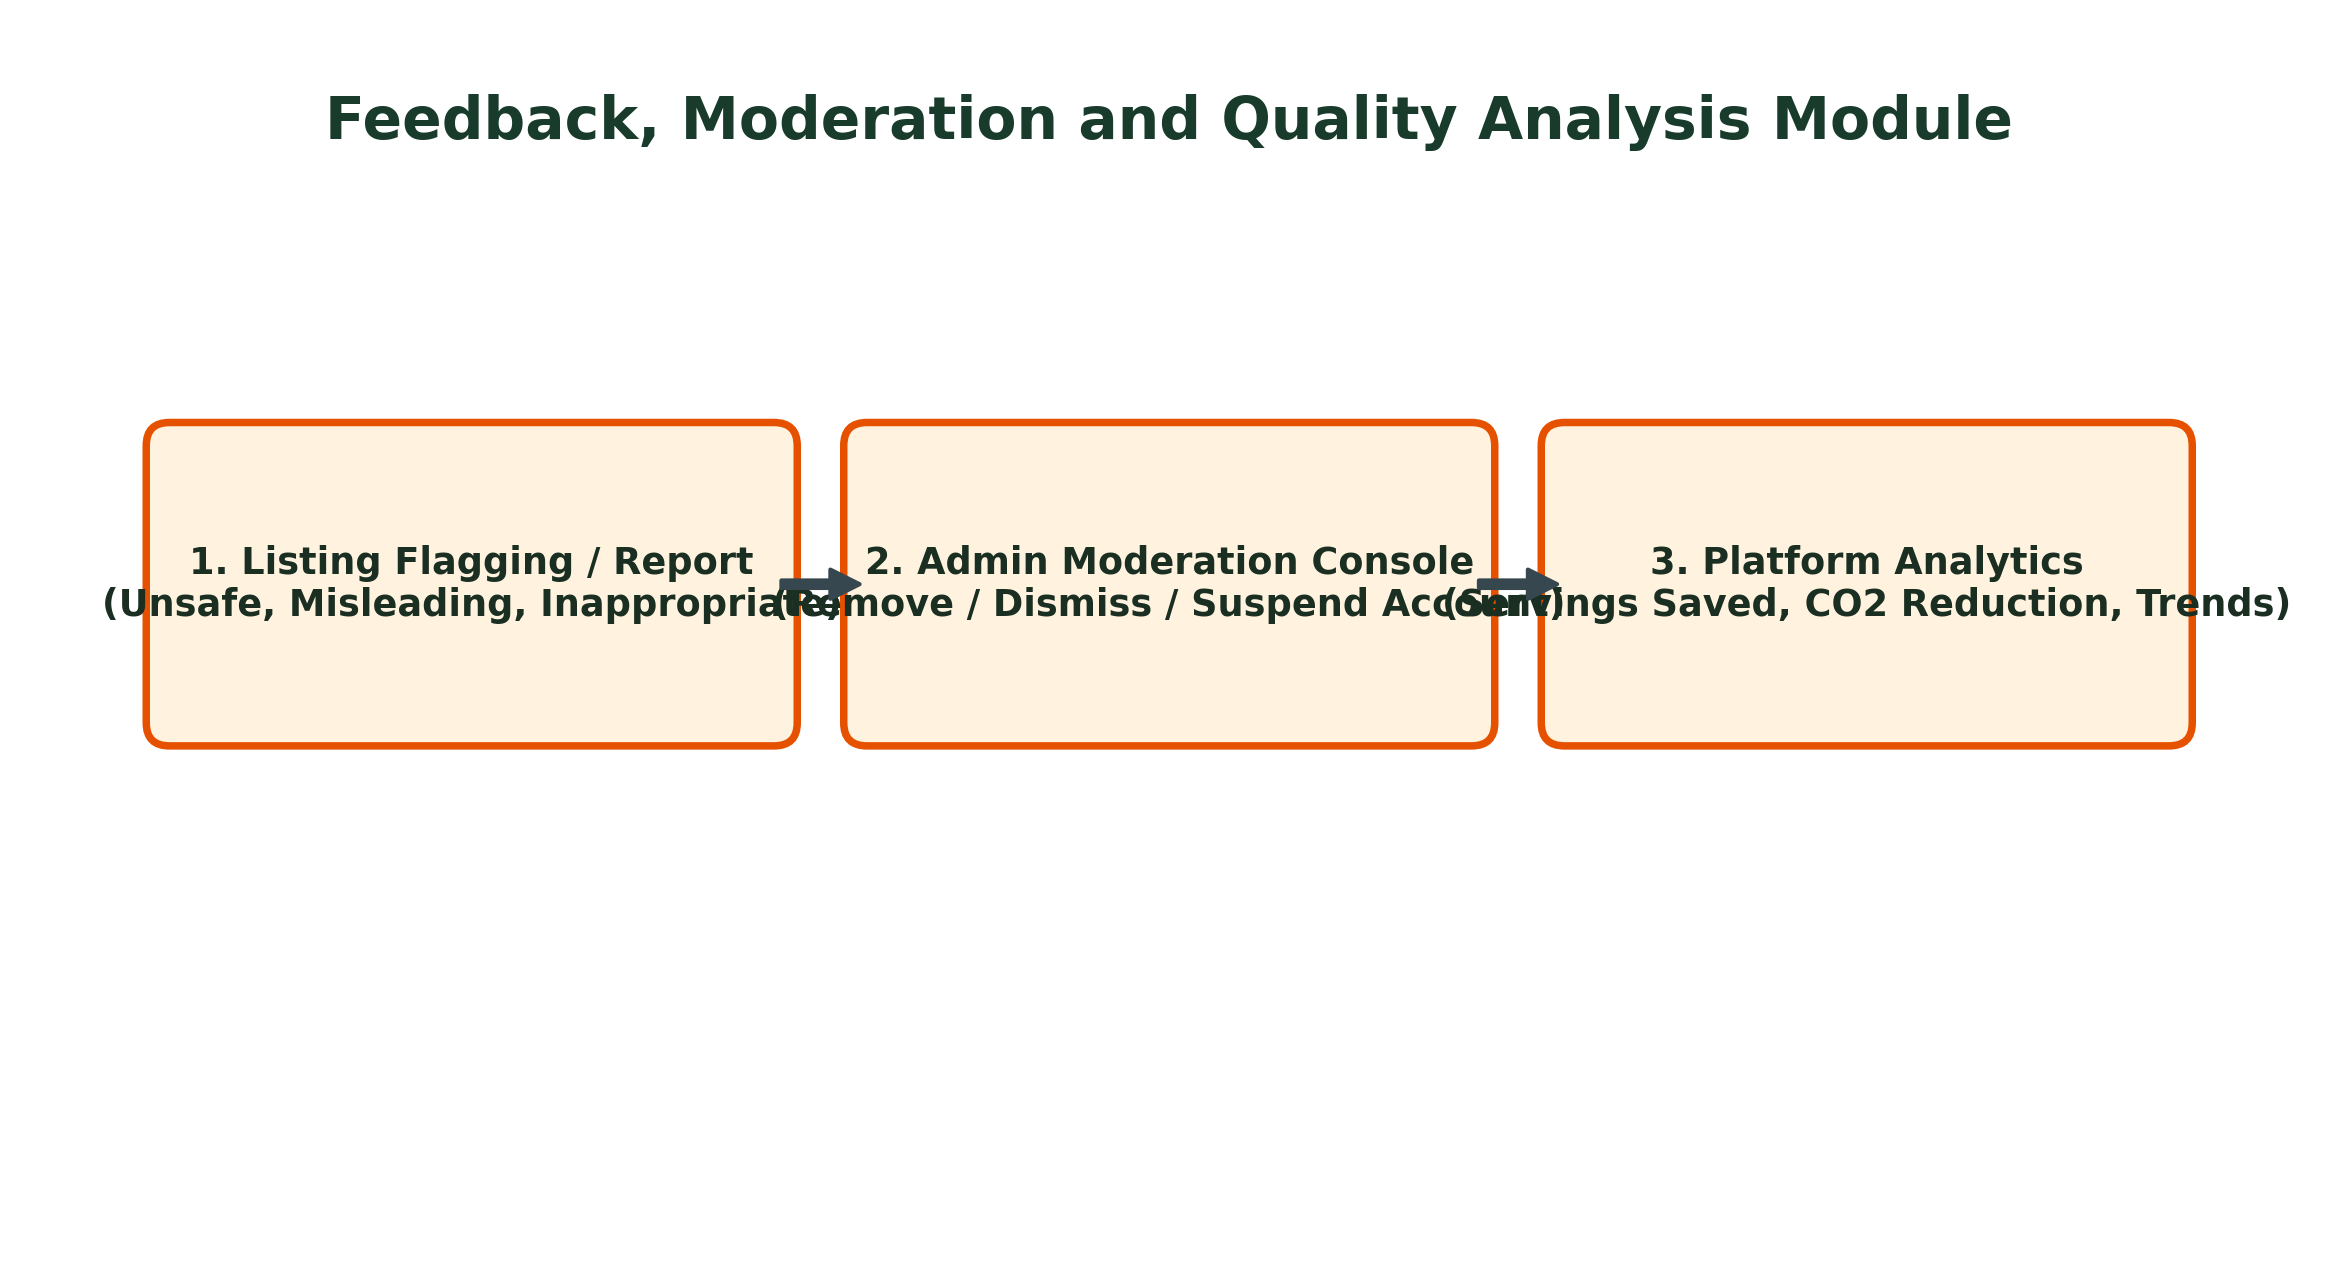 Feedback, Moderation and Quality Analysis Module
1. Listing Flagging / Report
(Unsafe, Misleading, Inappropriate)
2. Admin Moderation Console
(Remove / Dismiss / Suspend Account)
3. Platform Analytics
(Servings Saved, CO2 Reduction, Trends)